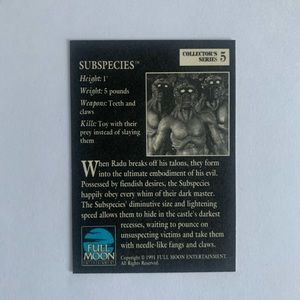 COLLECTOR'S
SERIES 5
SUBSPECIES™
Height: 1'
Weight: 5 pounds
Weapons: Teeth and
claws
Kills: Toy with their
prey instead of slaying
them
When Radu breaks off his talons, they form
into the ultimate embodiment of his evil.
Possessed by fiendish desires, the Subspecies
happily obey every whim of their dark master.
The Subspecies' diminutive size and lightening
speed allows them to hide in the castle's darkest
recesses, waiting to pounce on
unsuspecting victims and take them
with needle-like fangs and claws.
FULL
MOON
Copyright © 1991 FULL MOON ENTERTAINMENT.
All Rights Reserved.